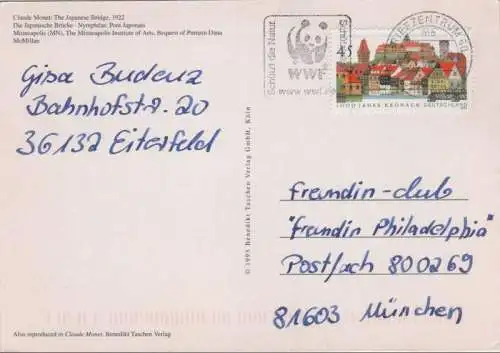 Claude Monet: The Japanese Bridge, 1922
Die Japanische Brücke · Nymphéas: Pont Japonais
Minneapolis (MN), The Minneapolis Institute of Arts, Bequest of Putnam Dana
McMillan
Gisa Budenz
Bahnhofstr. 20
36132 Eiterfeld
© 1995 Benedikt Taschen Verlag GmbH, Köln
Schützt die Natur
WWF
www.wwf.de
BRIEFZENTRUM
45
1000 JAHRE KRONACH DEUTSCHLAND
freundin-club
"freundin Philadelphia"
Postfach 800269
81603 München
Also reproduced in Claude Monet, Benedikt Taschen Verlag